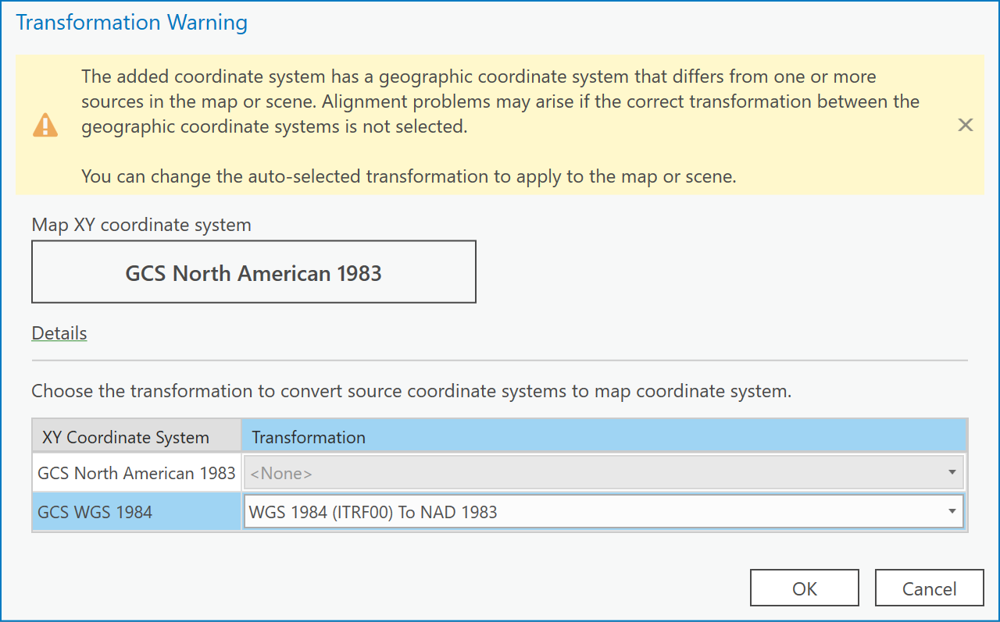 Transformation Warning
The added coordinate system has a geographic coordinate system that differs from one or more
sources in the map or scene. Alignment problems may arise if the correct transformation between the
geographic coordinate systems is not selected.
You can change the auto-selected transformation to apply to the map or scene.
Map XY coordinate system
GCS North American 1983
Details
Choose the transformation to convert source coordinate systems to map coordinate system.
XY Coordinate System Transformation
GCS North American 1983 <None>
GCS WGS 1984 WGS 1984 (ITRF00) To NAD 1983
OK Cancel